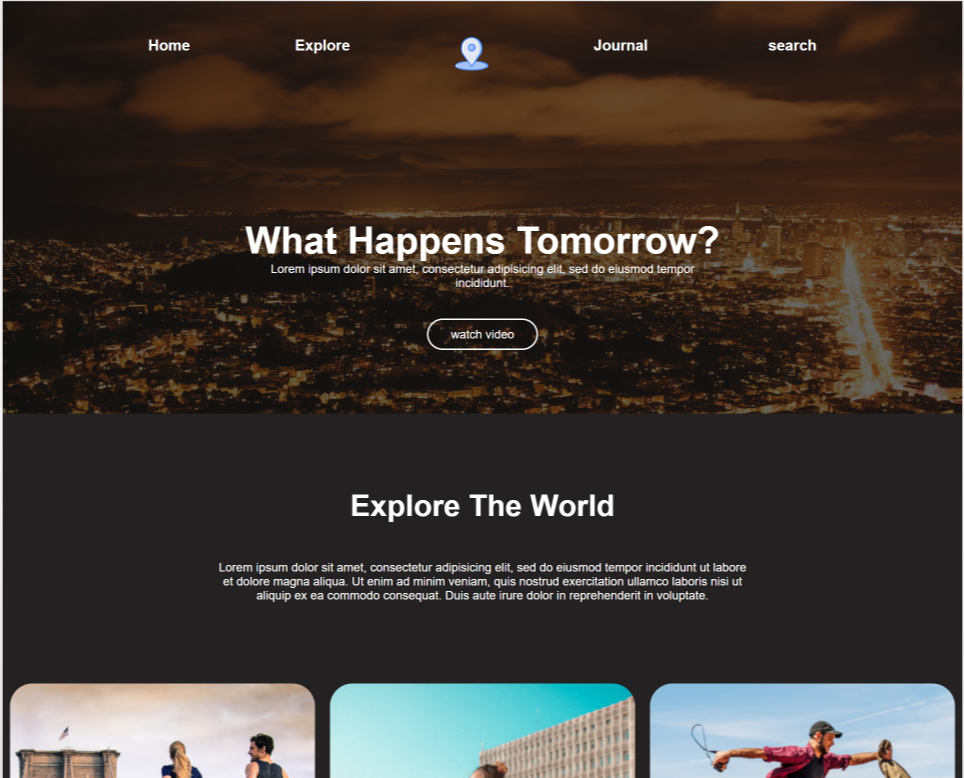 Home Explore Journal search
What Happens Tomorrow?
Lorem ipsum dolor sit amet, consectetur adipisicing elit, sed do eiusmod tempor
incididunt.
watch video
Explore The World
Lorem ipsum dolor sit amet, consectetur adipisicing elit, sed do eiusmod tempor incididunt ut labore
et dolore magna aliqua. Ut enim ad minim veniam, quis nostrud exercitation ullamco laboris nisi ut
aliquip ex ea commodo consequat. Duis aute irure dolor in reprehenderit in voluptate.